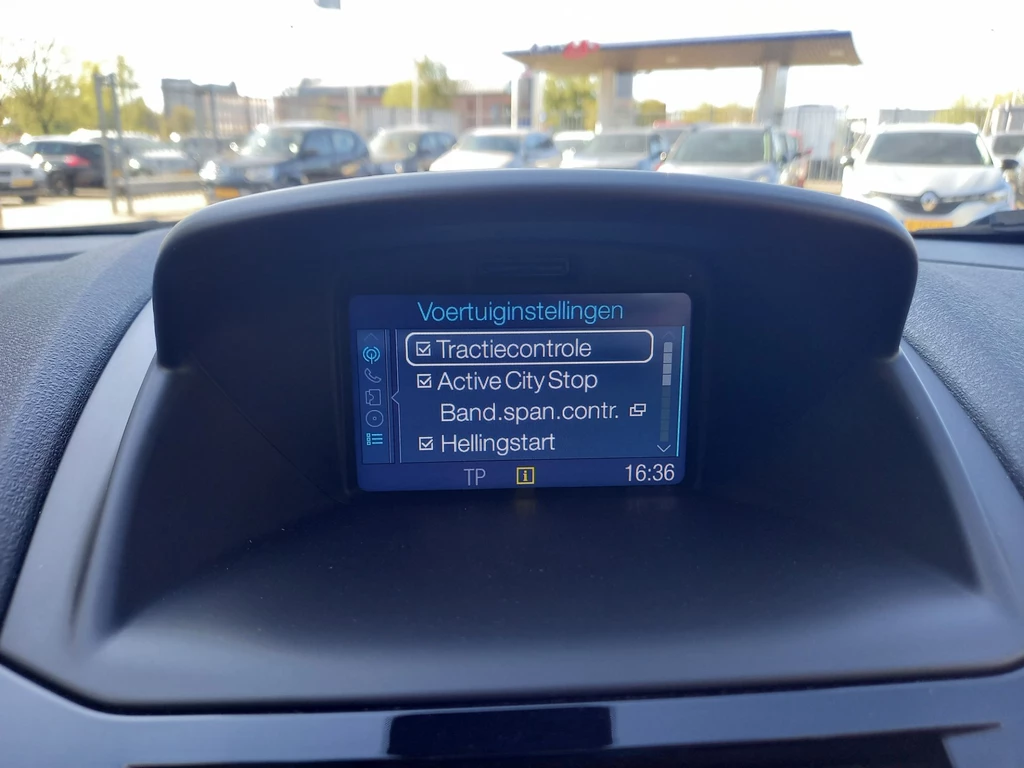 Voertuiginstellingen
Tractiecontrole
Active City Stop
Band.span.contr.
Hellingstart
TP i 16:36